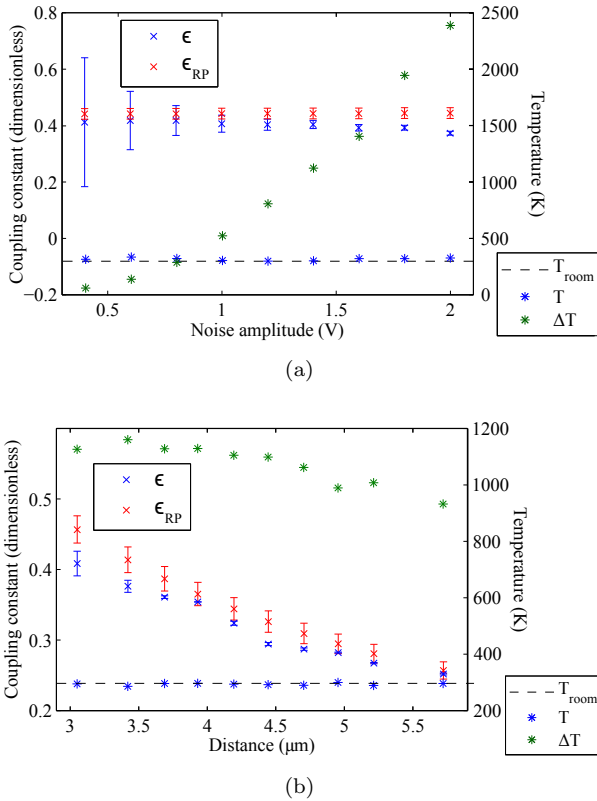 0.8
0.6
0.4
0.2
0
−0.2
Coupling constant (dimensionless)
ϵ
ϵRP
2500
2000
1500
1000
500
300
0
Temperature (K)
0.5
1
1.5
2
Noise amplitude (V)
Troom
T
ΔT
(a)
0.5
0.4
0.3
0.2
Coupling constant (dimensionless)
ϵ
ϵRP
1200
1000
800
600
400
300
200
Temperature (K)
3
3.5
4
4.5
5
5.5
Distance (μm)
Troom
T
ΔT
(b)